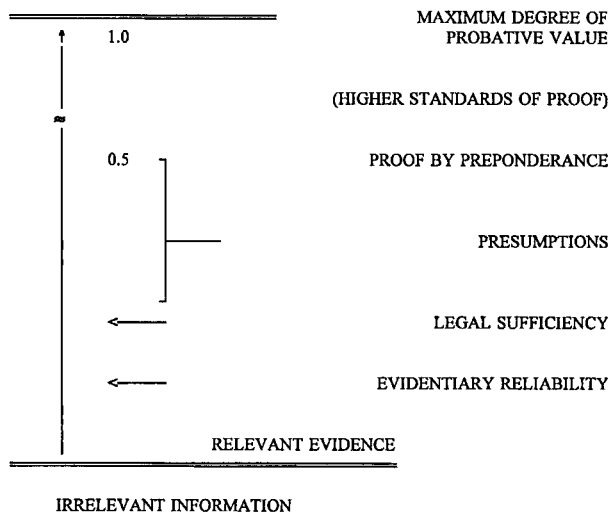 MAXIMUM DEGREE OF
1.0 PROBATIVE VALUE
(HIGHER STANDARDS OF PROOF)
≈
0.5 PROOF BY PREPONDERANCE
PRESUMPTIONS
LEGAL SUFFICIENCY
EVIDENTIARY RELIABILITY
RELEVANT EVIDENCE
IRRELEVANT INFORMATION